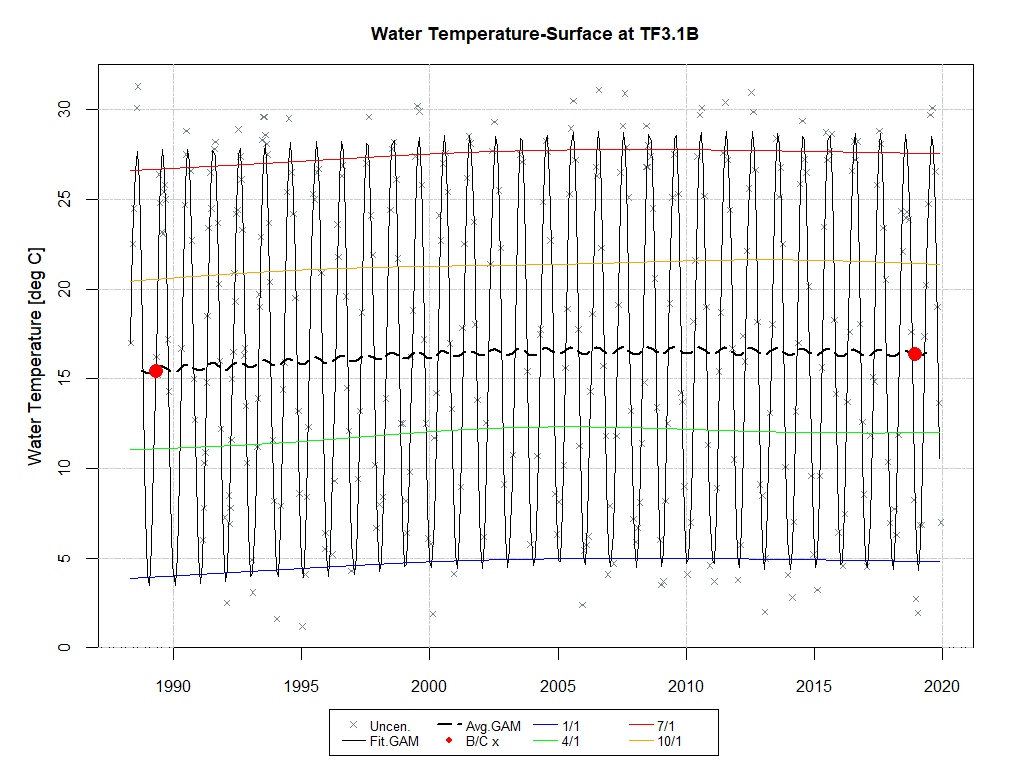 Water Temperature-Surface at TF3.1B
Water Temperature [deg C]
30
25
20
15
10
5
0
1990 1995 2000 2005 2010 2015 2020
Uncen. Avg.GAM 1/1 7/1
Fit.GAM B/C x 4/1 10/1